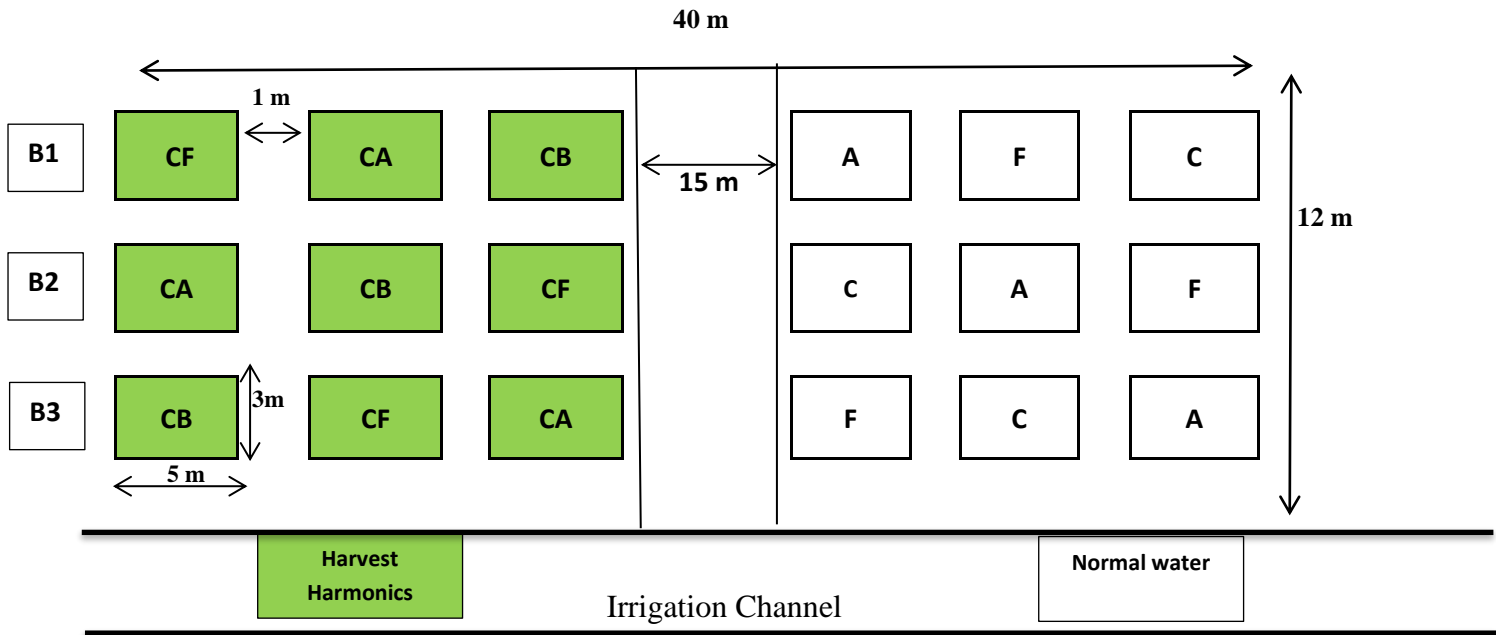 40 m
1 m
B1 CF CA CB A F C
15 m
12 m
B2 CA CB CF C A F
B3 CB CF CA F C A
3m
5 m
Harvest
Harmonics
Normal water
Irrigation Channel